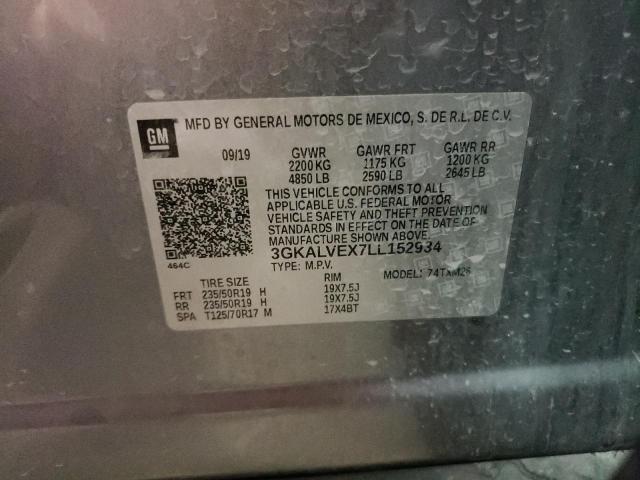 GM
MFD BY GENERAL MOTORS DE MEXICO, S. DE R.L. DE C.V.
09/19 GVWR GAWR FRT GAWR RR
2200 KG 1175 KG 1200 KG
4850 LB 2590 LB 2645 LB
THIS VEHICLE CONFORMS TO ALL
APPLICABLE U.S. FEDERAL MOTOR
VEHICLE SAFETY AND THEFT PREVENTION
STANDARDS IN EFFECT ON THE DATE OF
MANUFACTURE SHOWN ABOVE.
3GKALVEX7LL152934
464C
TYPE: M.P.V. MODEL: 74TXM26
TIRE SIZE RIM
FRT 235/50R19 H 19X7.5J
RR 235/50R19 H 19X7.5J
SPA T125/70R17 M 17X4BT